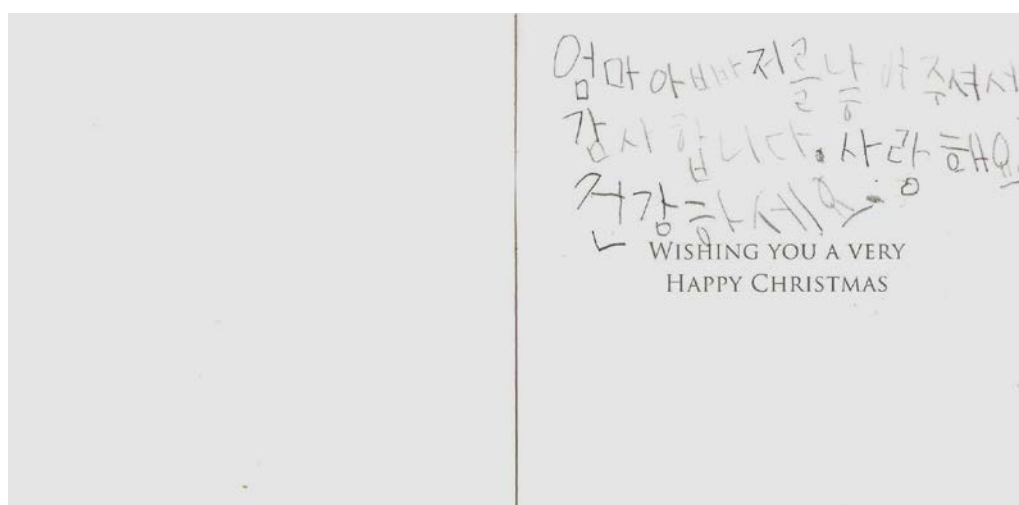 엄마 아빠 저를 낭아 주셔서
감사합니다. 사랑해요.
건강하세요.
WISHING YOU A VERY
HAPPY CHRISTMAS